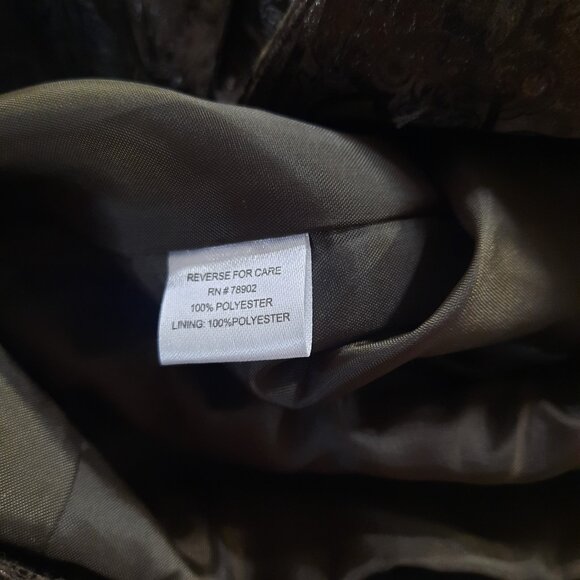 REVERSE FOR CARE
RN # 78902
100% POLYESTER
LINING: 100%POLYESTER